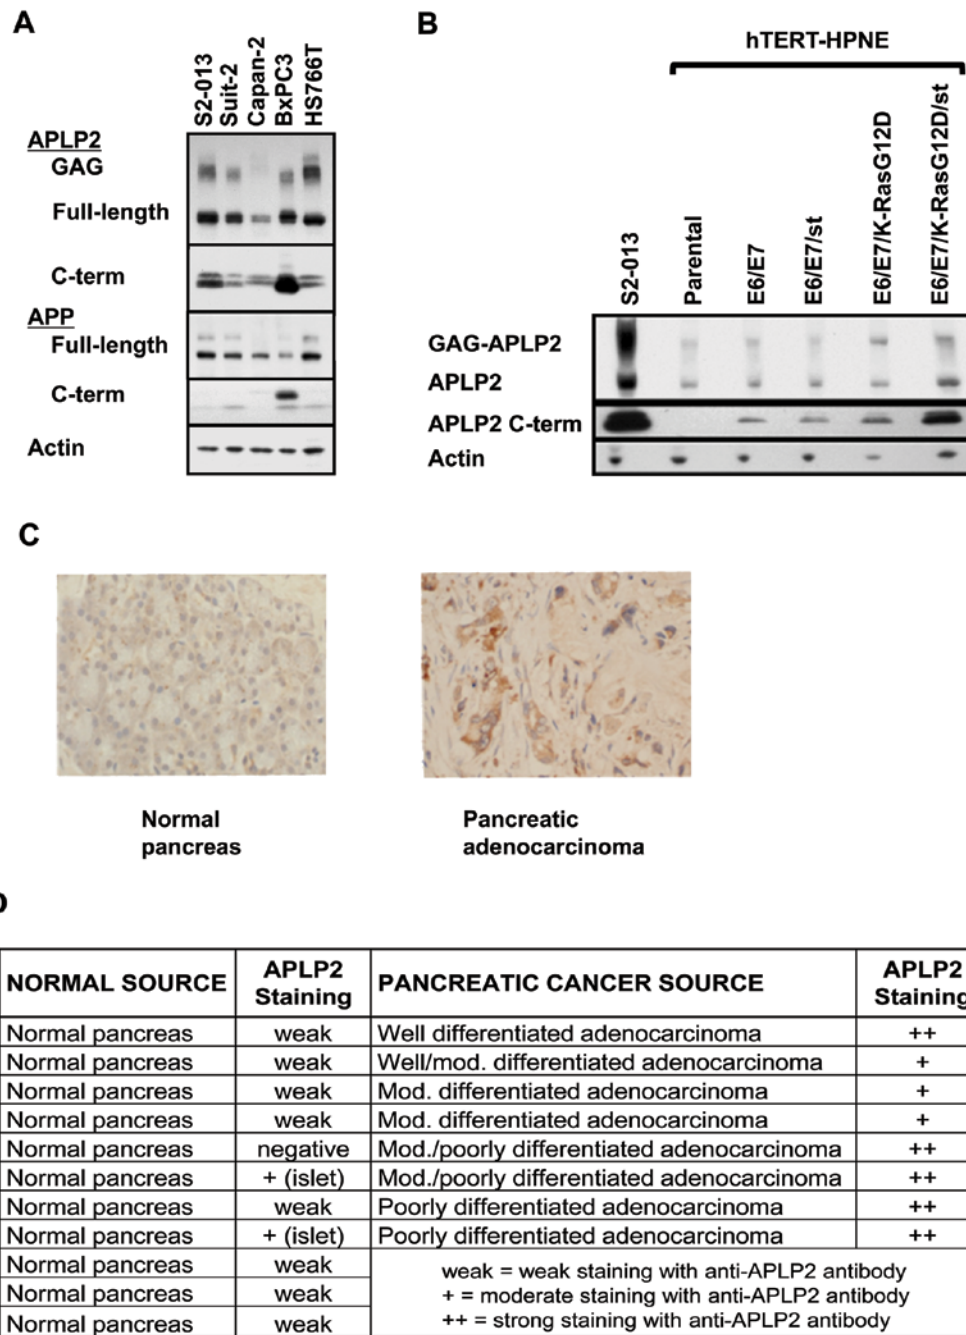 A
S2-013
Suit-2
Capan-2
BxPC3
HS766T
APLP2
GAG
Full-length
C-term
APP
Full-length
C-term
Actin
B
hTERT-HPNE
S2-013
Parental
E6/E7
E6/E7/st
E6/E7/K-RasG12D
E6/E7/K-RasG12D/st
GAG-APLP2
APLP2
APLP2 C-term
Actin
C
Normal
pancreas
Pancreatic
adenocarcinoma
D
NORMAL SOURCE APLP2 Staining PANCREATIC CANCER SOURCE APLP2 Staining
Normal pancreas weak Well differentiated adenocarcinoma ++
Normal pancreas weak Well/mod. differentiated adenocarcinoma +
Normal pancreas weak Mod. differentiated adenocarcinoma +
Normal pancreas weak Mod. differentiated adenocarcinoma +
Normal pancreas negative Mod./poorly differentiated adenocarcinoma ++
Normal pancreas + (islet) Mod./poorly differentiated adenocarcinoma ++
Normal pancreas weak Poorly differentiated adenocarcinoma ++
Normal pancreas + (islet) Poorly differentiated adenocarcinoma ++
Normal pancreas weak
Normal pancreas weak
Normal pancreas weak
weak = weak staining with anti-APLP2 antibody
+ = moderate staining with anti-APLP2 antibody
++ = strong staining with anti-APLP2 antibody